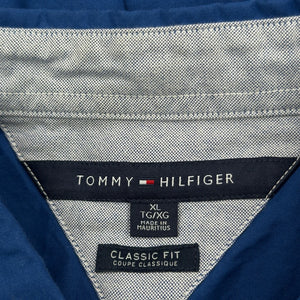 TOMMY HILFIGER
XL
TG/XG
MADE IN
MAURITIUS
CLASSIC FIT
COUPE CLASSIQUE